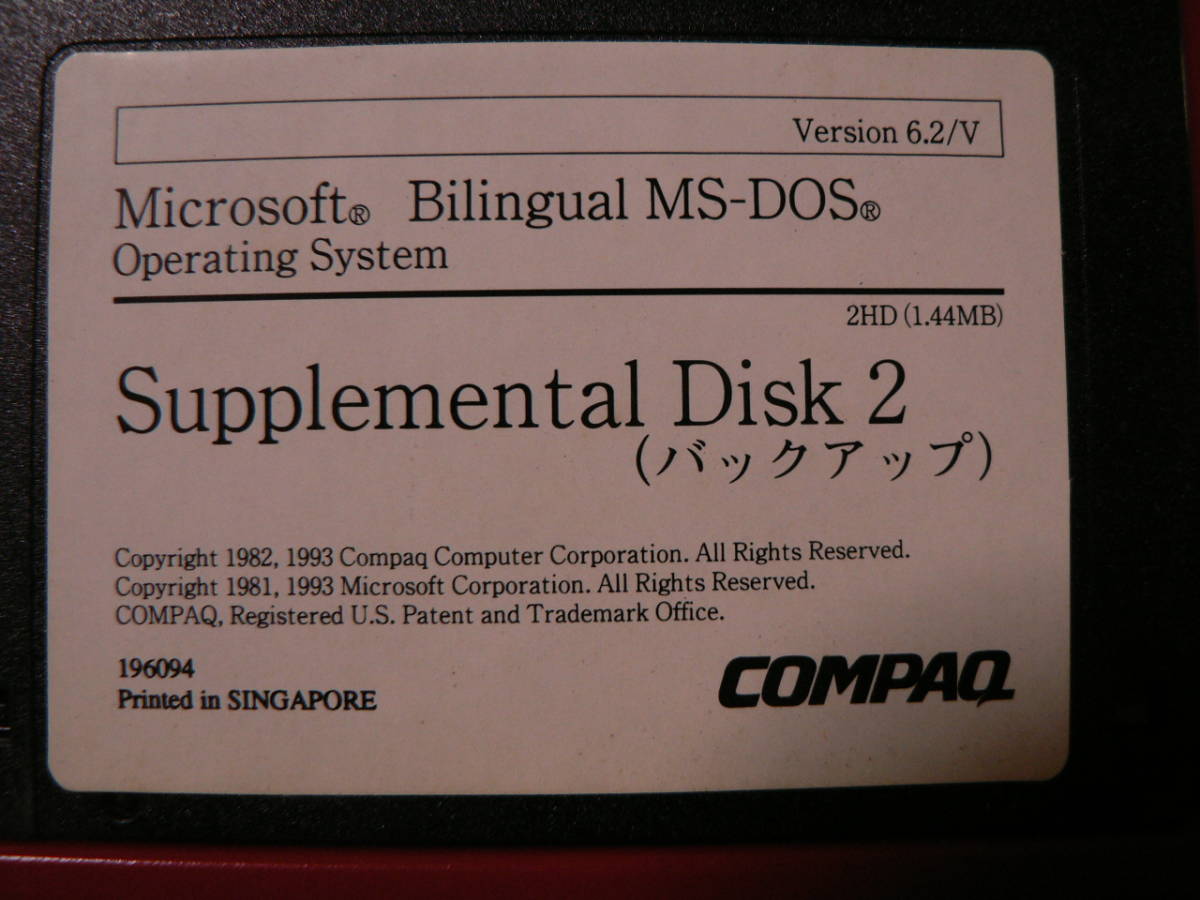 Version 6.2/V
Microsoft® Bilingual MS-DOS®
Operating System
2HD (1.44MB)
Supplemental Disk 2
(バックアップ)
Copyright 1982, 1993 Compaq Computer Corporation. All Rights Reserved.
Copyright 1981, 1993 Microsoft Corporation. All Rights Reserved.
COMPAQ, Registered U.S. Patent and Trademark Office.
196094
Printed in SINGAPORE
COMPAQ